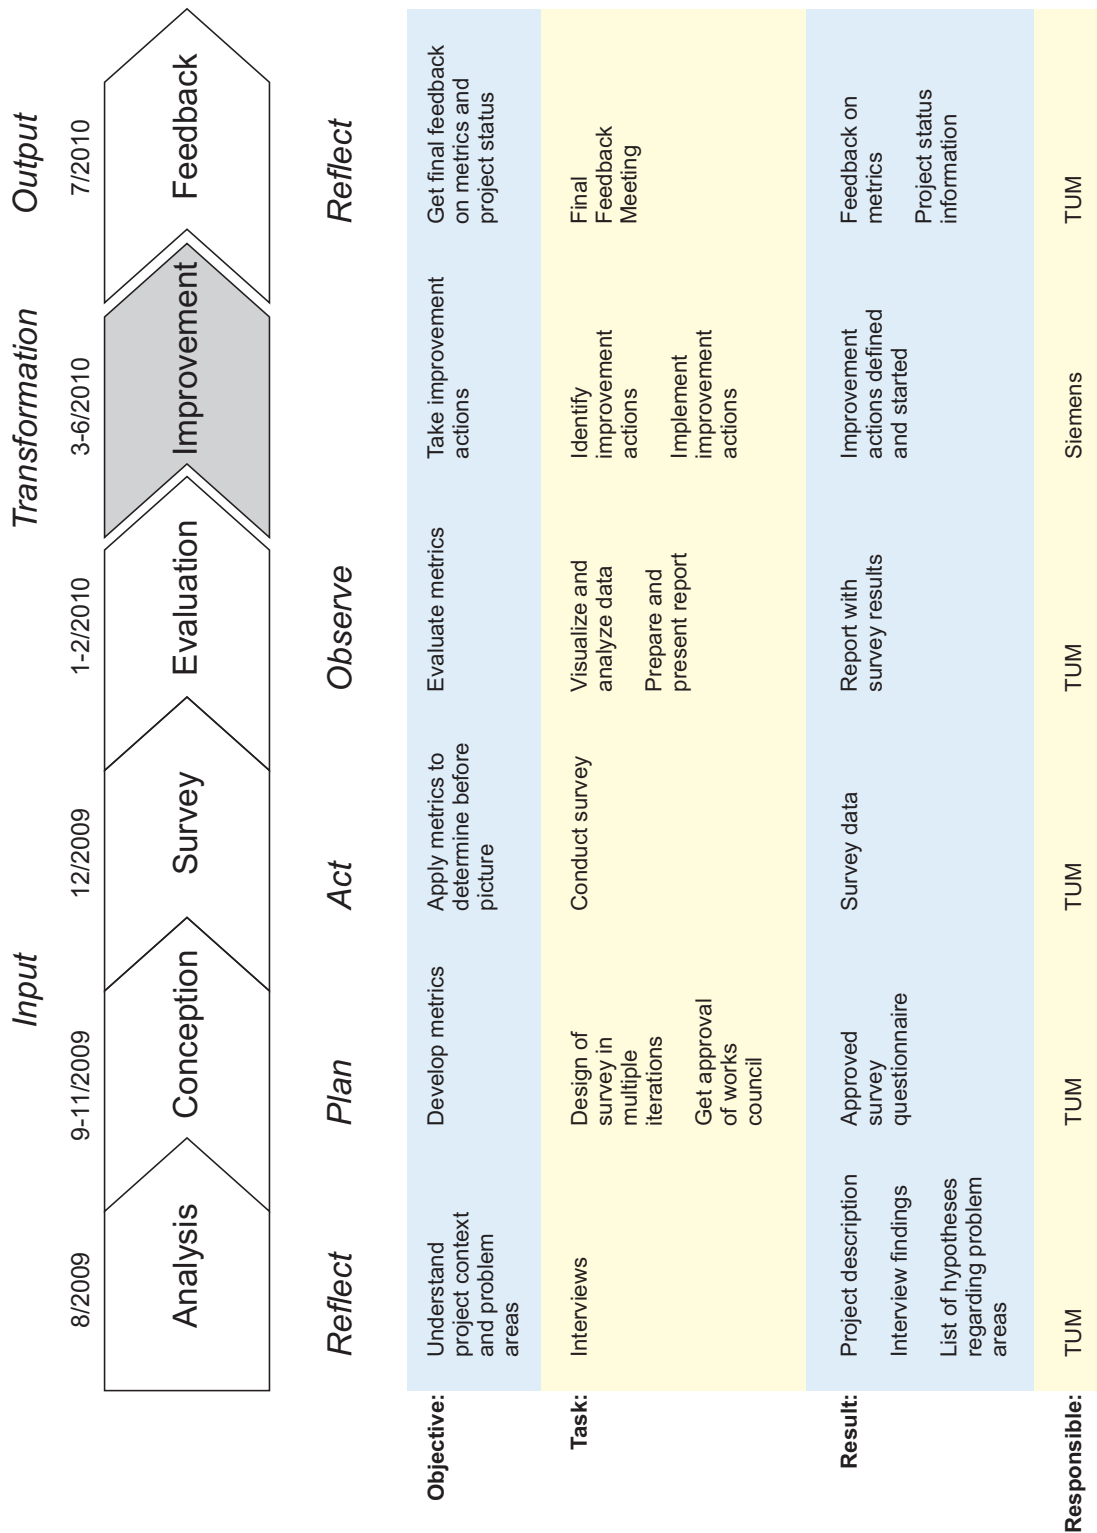 Input
Transformation
Output
8/2009
9-11/2009
12/2009
1-2/2010
3-6/2010
7/2010
Analysis
Conception
Survey
Evaluation
Improvement
Feedback
Reflect
Plan
Act
Observe
Reflect
Objective:
Understand
project context
and problem
areas
Develop metrics
Apply metrics to
determine before
picture
Evaluate metrics
Take improvement
actions
Get final feedback
on metrics and
project status
Task:
Interviews
Design of
survey in
multiple
iterations
Get approval
of works
council
Conduct survey
Visualize and
analyze data
Prepare and
present report
Identify
improvement
actions
Implement
improvement
actions
Final
Feedback
Meeting
Result:
Project description
Interview findings
List of hypotheses
regarding problem
areas
Approved
survey
questionnaire
Survey data
Report with
survey results
Improvement
actions defined
and started
Feedback on
metrics
Project status
information
Responsible:
TUM
TUM
TUM
TUM
Siemens
TUM